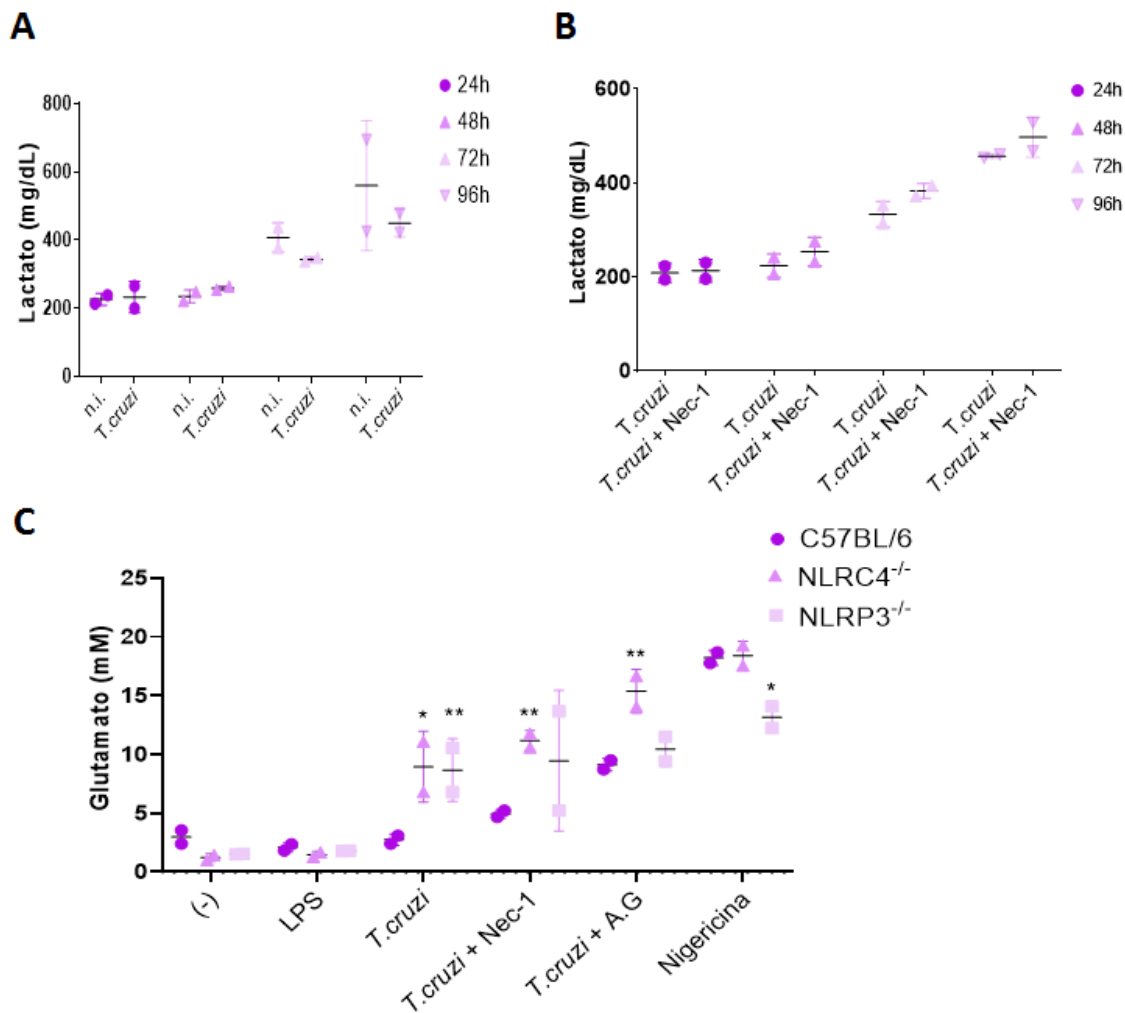 A
24h
48h
72h
96h
Lactato (mg/dL)
800
600
400
200
0
n.i.
T.cruzi
n.i.
T.cruzi
n.i.
T.cruzi
n.i.
T.cruzi
B
24h
48h
72h
96h
Lactato (mg/dL)
600
400
200
0
T.cruzi
T.cruzi + Nec-1
T.cruzi
T.cruzi + Nec-1
T.cruzi
T.cruzi + Nec-1
T.cruzi
T.cruzi + Nec-1
C
C57BL/6
NLRC4-/-
NLRP3-/-
Glutamato (mM)
25
20
15
10
5
0
*
**
**
**
*
(-)
LPS
T.cruzi
T.cruzi + Nec-1
T.cruzi + A.G
Nigericina